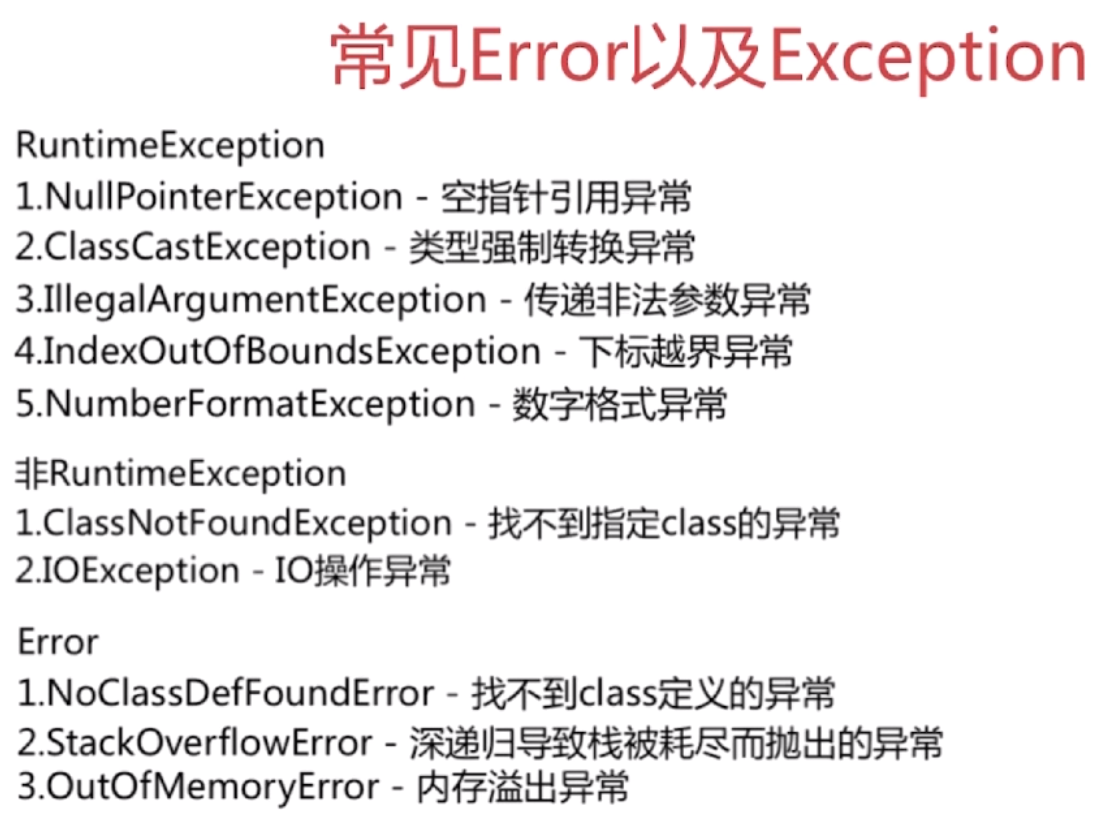 常见Error以及Exception
RuntimeException
1.NullPointerException - 空指针引用异常
2.ClassCastException - 类型强制转换异常
3.IllegalArgumentException - 传递非法参数异常
4.IndexOutOfBoundsException - 下标越界异常
5.NumberFormatException - 数字格式异常
非RuntimeException
1.ClassNotFoundException - 找不到指定class的异常
2.IOException - IO操作异常
Error
1.NoClassDefFoundError - 找不到class定义的异常
2.StackOverflowError - 深递归导致栈被耗尽而抛出的异常
3.OutOfMemoryError - 内存溢出异常